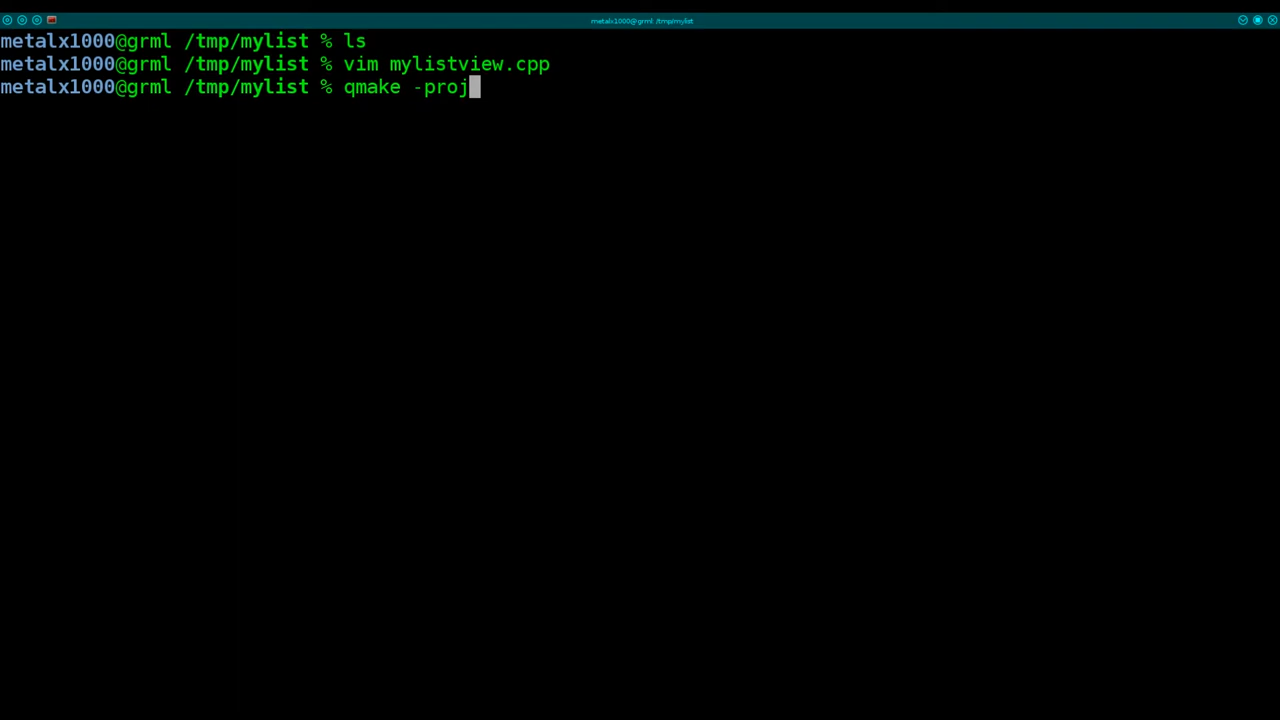 metalx1000@grml: /tmp/mylist
metalx1000@grml /tmp/mylist % ls
metalx1000@grml /tmp/mylist % vim mylistview.cpp
metalx1000@grml /tmp/mylist % qmake -proj